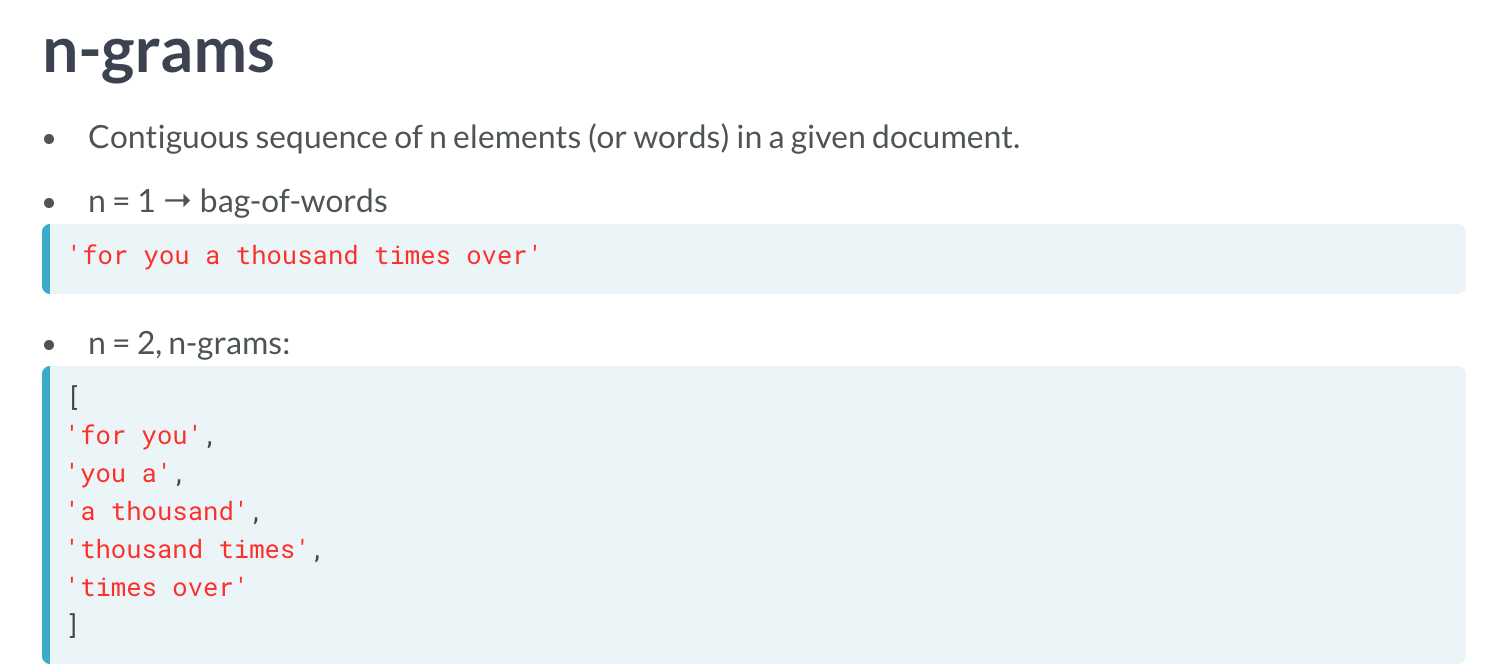 n-grams
• Contiguous sequence of n elements (or words) in a given document.
• n = 1 → bag-of-words
'for you a thousand times over'
• n = 2, n-grams:
[
'for you',
'you a',
'a thousand',
'thousand times',
'times over'
]